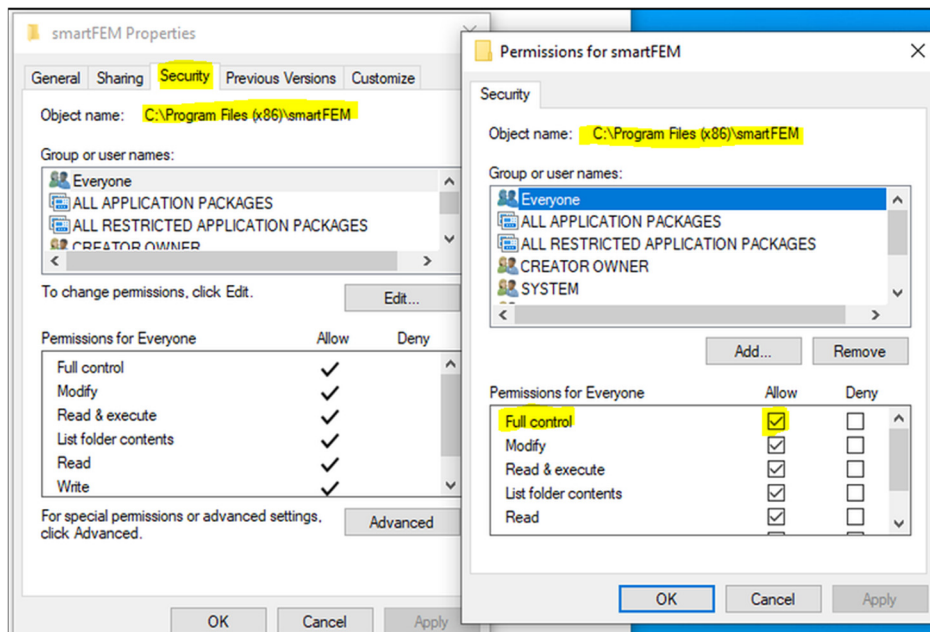 smartFEM Properties
General Sharing Security Previous Versions Customize
Object name: C:\Program Files (x86)\smartFEM
Group or user names:
Everyone
ALL APPLICATION PACKAGES
ALL RESTRICTED APPLICATION PACKAGES
CREATOR OWNER
To change permissions, click Edit.
Edit...
Permissions for Everyone Allow Deny
Full control
Modify
Read & execute
List folder contents
Read
Write
For special permissions or advanced settings,
click Advanced.
Advanced
OK Cancel Apply
Permissions for smartFEM
Security
Object name: C:\Program Files (x86)\smartFEM
Group or user names:
Everyone
ALL APPLICATION PACKAGES
ALL RESTRICTED APPLICATION PACKAGES
CREATOR OWNER
SYSTEM
Add... Remove
Permissions for Everyone Allow Deny
Full control
Modify
Read & execute
List folder contents
Read
OK Cancel Apply